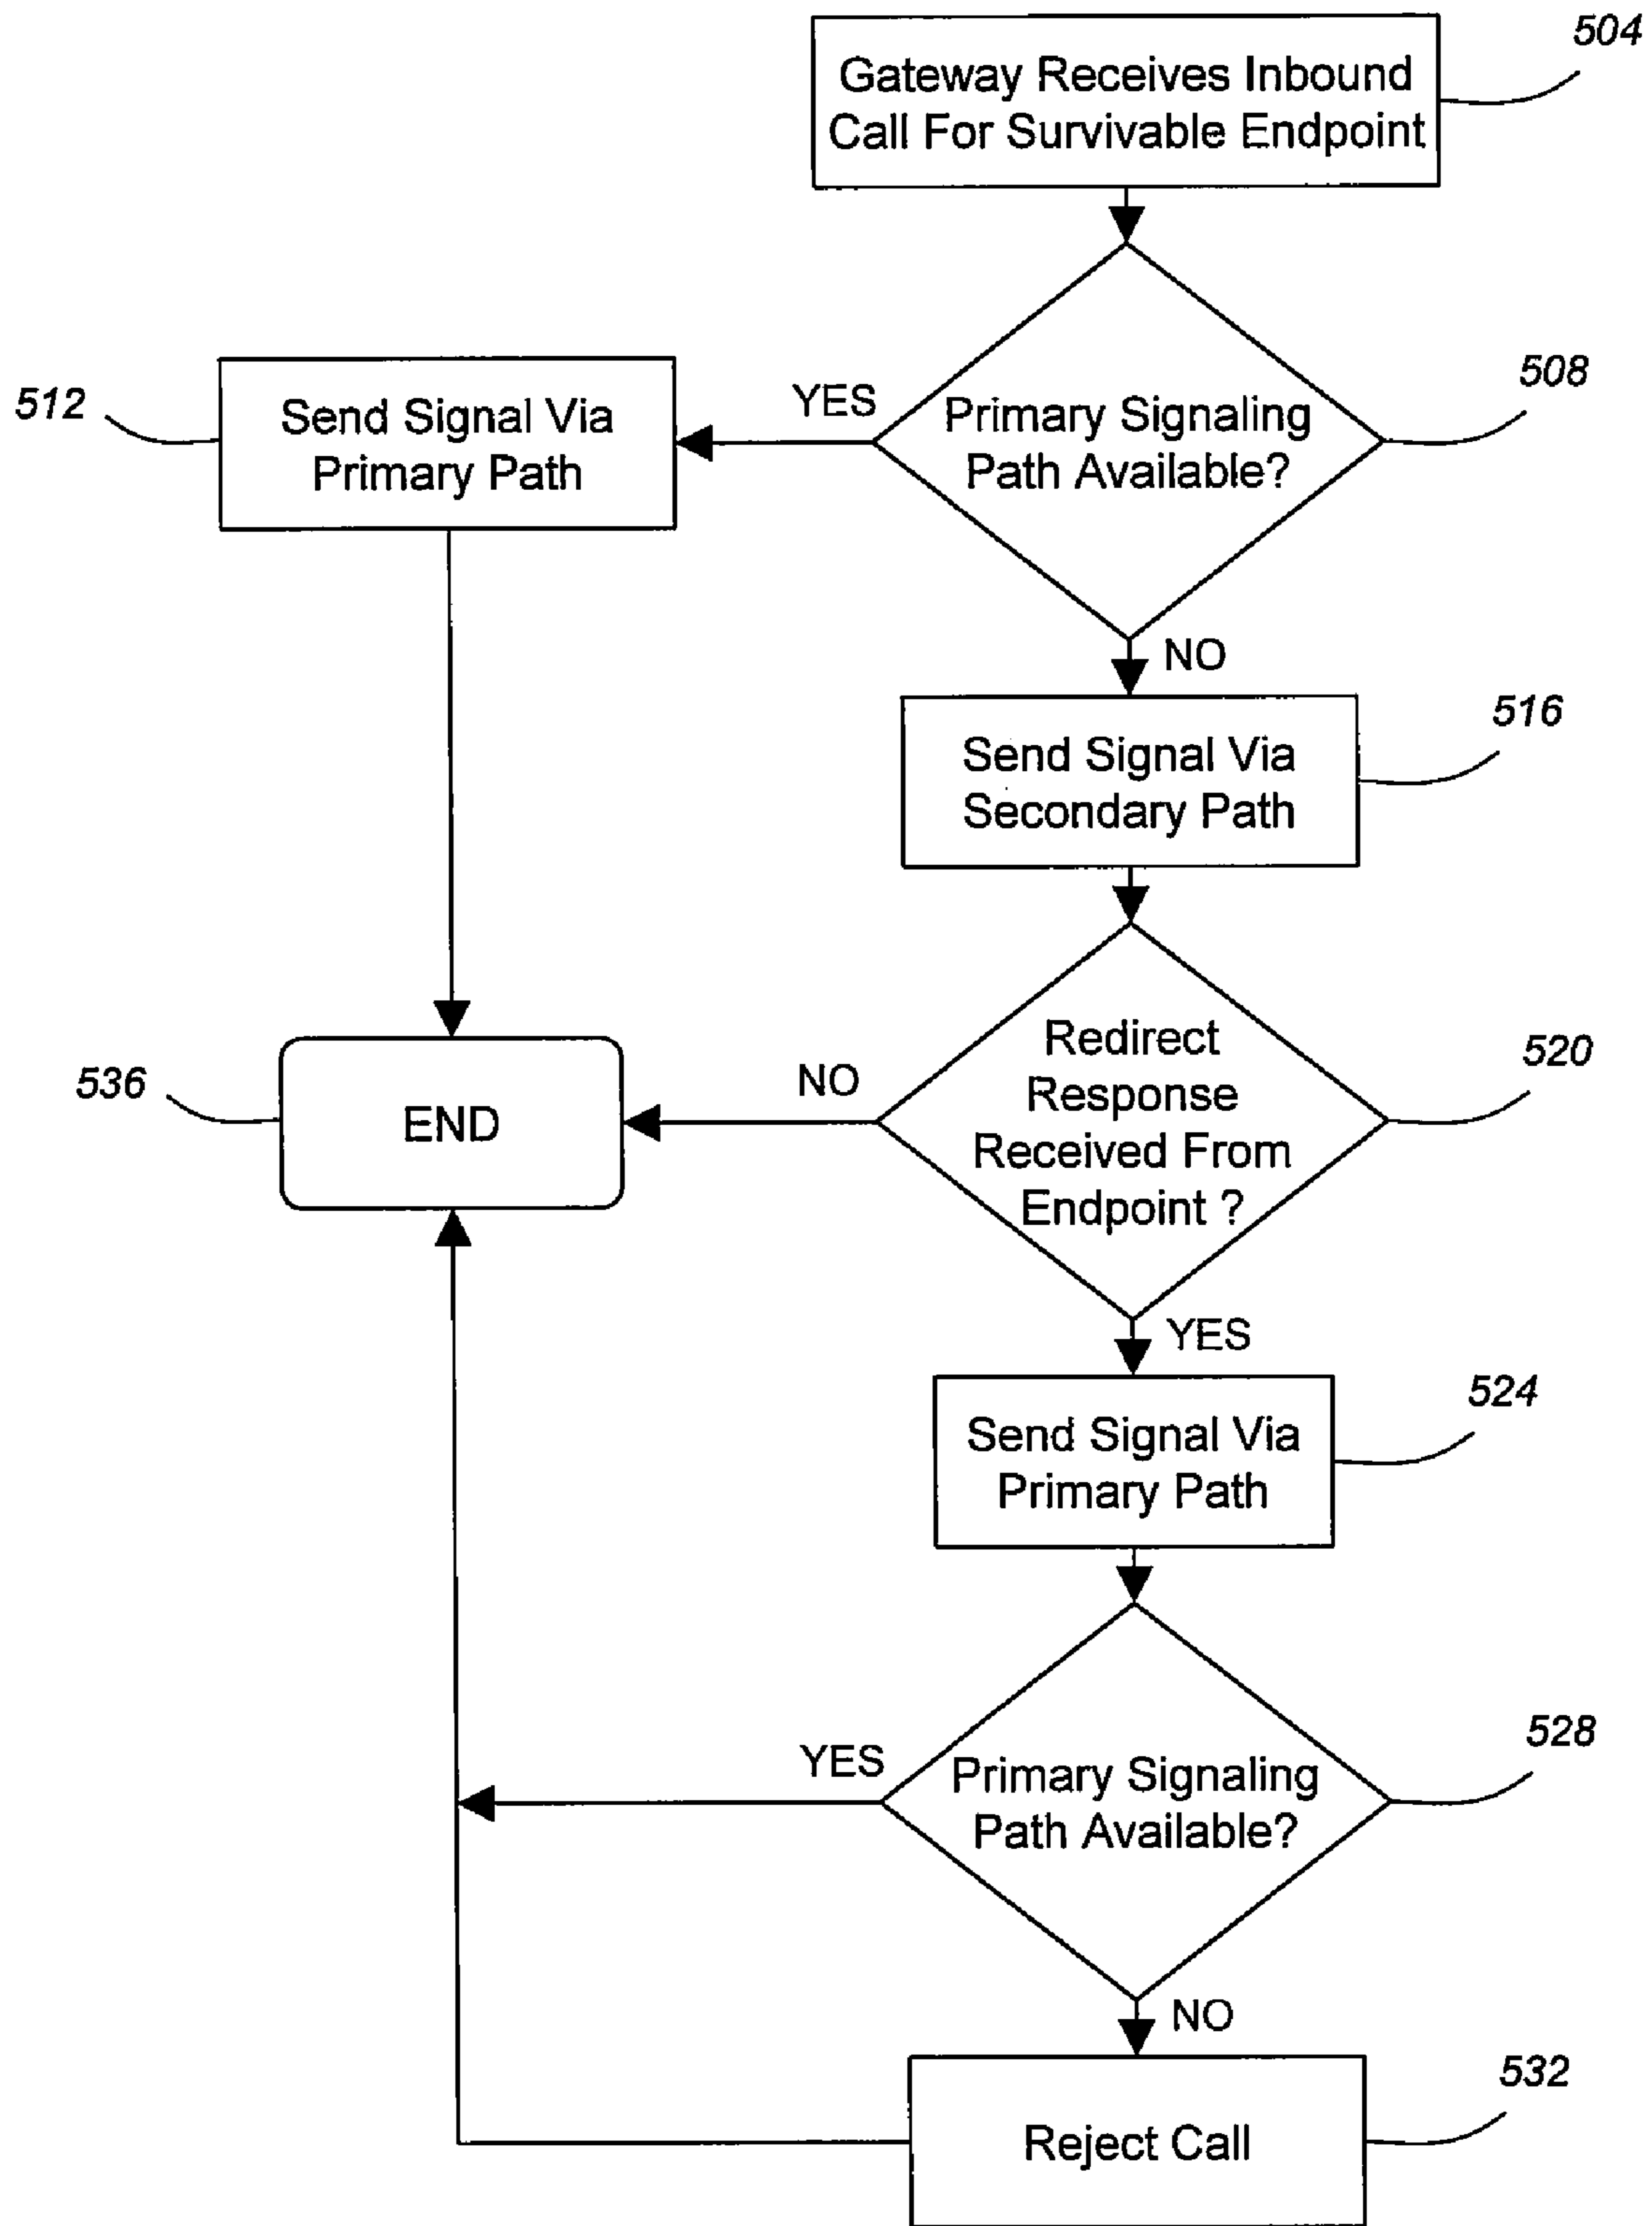 504
Gateway Receives Inbound
Call For Survivable Endpoint
508
Primary Signaling
Path Available?
YES
512
Send Signal Via
Primary Path
NO
516
Send Signal Via
Secondary Path
520
Redirect
Response
Received From
Endpoint ?
NO
536
END
YES
524
Send Signal Via
Primary Path
528
Primary Signaling
Path Available?
YES
NO
532
Reject Call